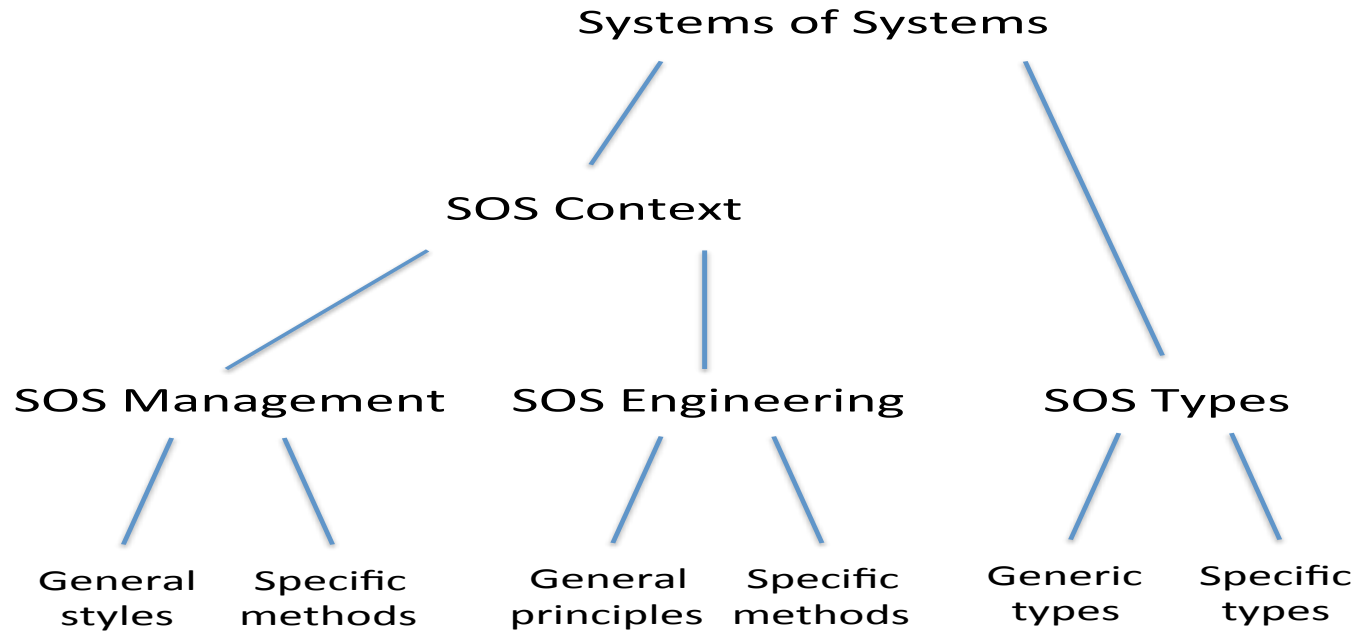 Systems of Systems
SOS Context
SOS Management
SOS Engineering
SOS Types
General
styles
Specific
methods
General
principles
Specific
methods
Generic
types
Specific
types